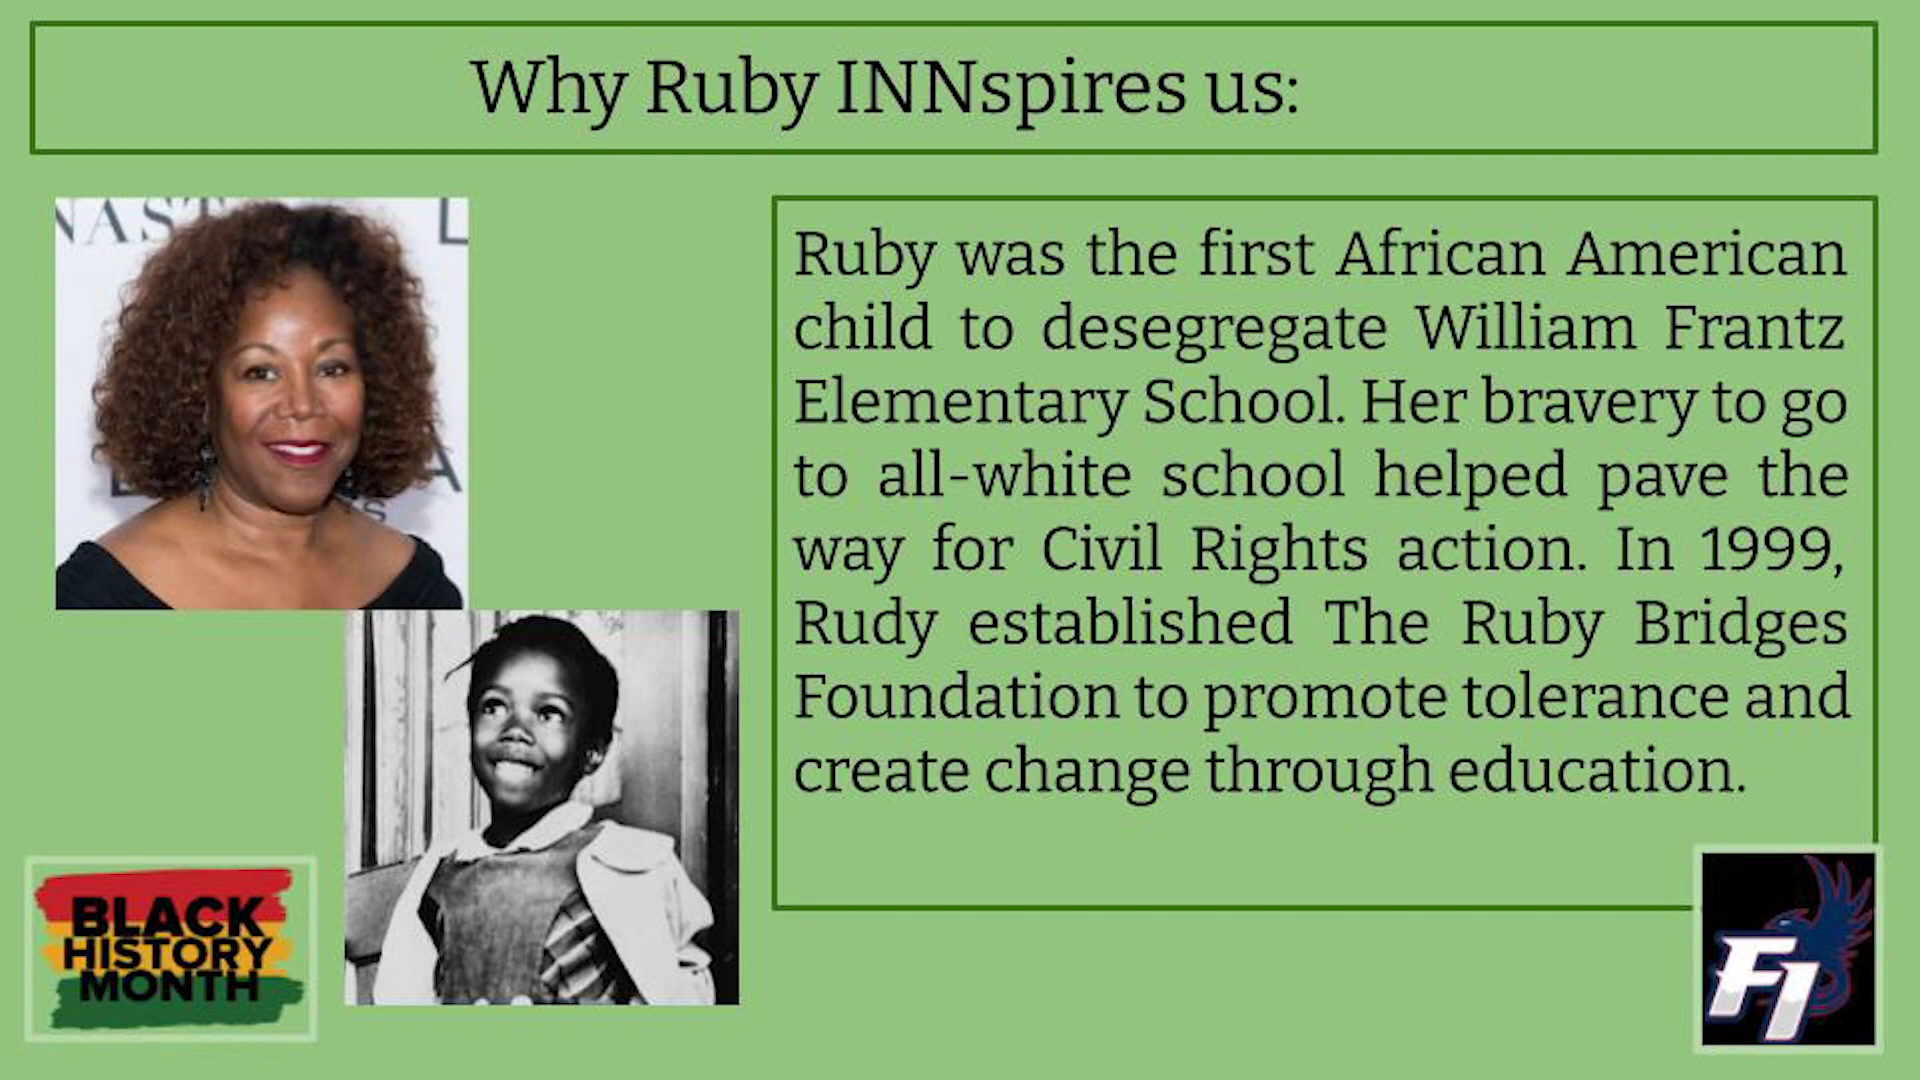 Why Ruby INNspires us:
NAST
L
A
S
Ruby was the first African American
child to desegregate William Frantz
Elementary School. Her bravery to go
to all-white school helped pave the
way for Civil Rights action. In 1999,
Rudy established The Ruby Bridges
Foundation to promote tolerance and
create change through education.
BLACK
HISTORY
MONTH
FI